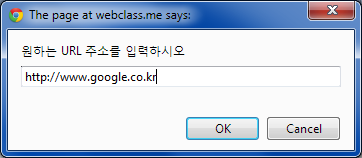 The page at webclass.me says:
원하는 URL 주소를 입력하시오
http://www.google.co.kr
OK
Cancel